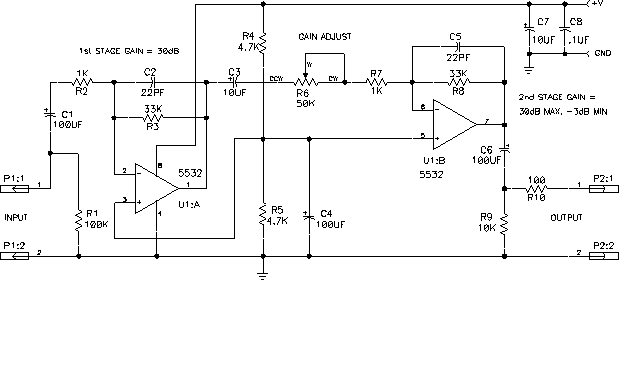 +V
C7
10UF
C8
.1UF
GND
R4
4.7K
GAIN ADJUST
C5
22PF
1st STAGE GAIN = 30dB
1K
R2
C2
22PF
C3
10UF
CCW
W
CW
R6
50K
R7
1K
33K
R8
33K
R3
C1
100UF
2nd STAGE GAIN =
30dB MAX, -3dB MIN
6
7
5
U1:B
5532
C6
100UF
2
8
5532
1
3
U1:A
4
P1:1
1
INPUT
R1
100K
R5
4.7K
C4
100UF
100
R10
1
P2:1
R9
10K
OUTPUT
P1:2
2
2
P2:2